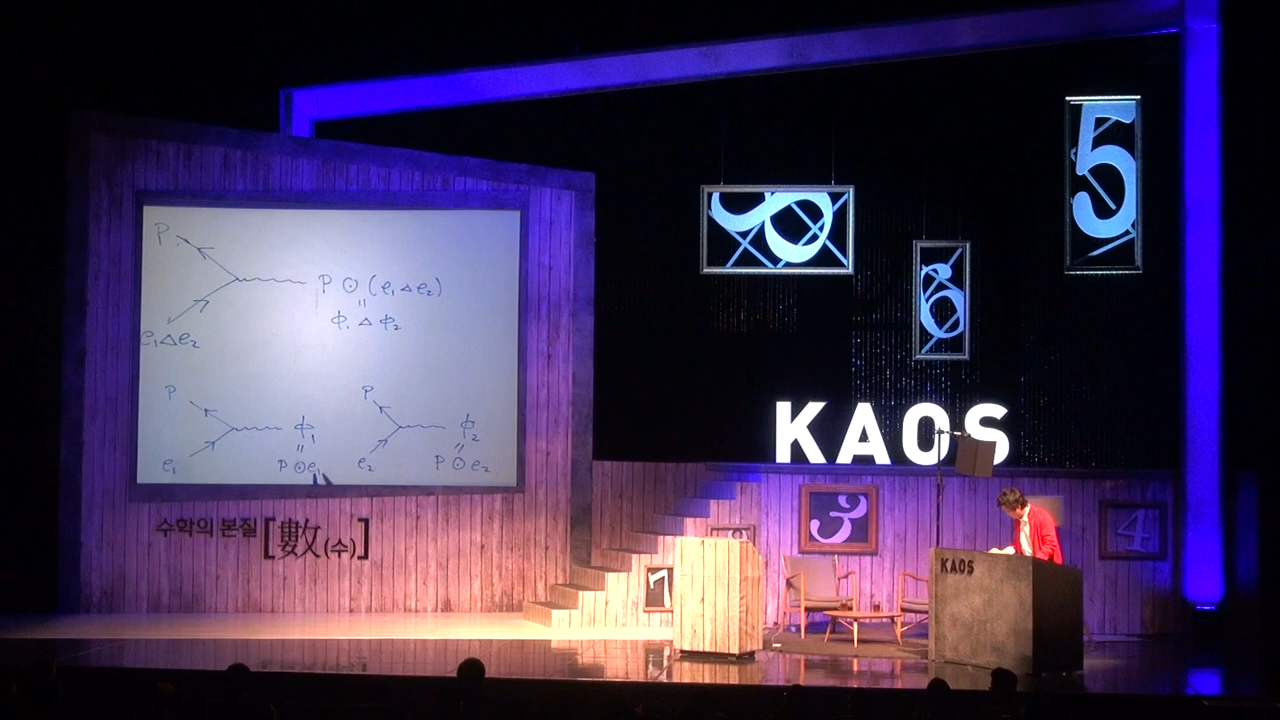 P
P ⊙ (e₁ △ e₂)
=
ϕ₁ △ ϕ₂
e₁△e₂
P
ϕ₁
=
P⊙e₁
e₁
P
ϕ₂
=
P⊙e₂
e₂
수학의 본질 [數(수)]
8
5
6
KAOS
3
4
7
KAOS